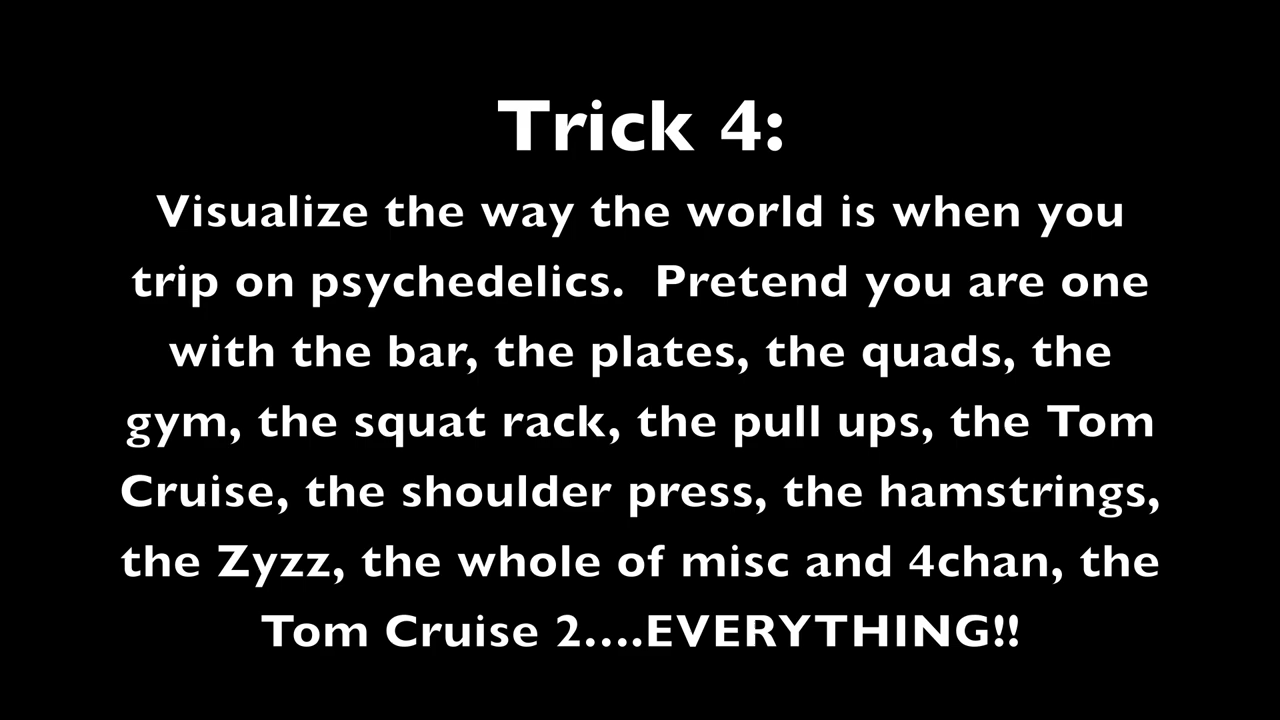 Trick 4:
Visualize the way the world is when you
trip on psychedelics.  Pretend you are one
with the bar, the plates, the quads, the
gym, the squat rack, the pull ups, the Tom
Cruise, the shoulder press, the hamstrings,
the Zyzz, the whole of misc and 4chan, the
Tom Cruise 2....EVERYTHING!!